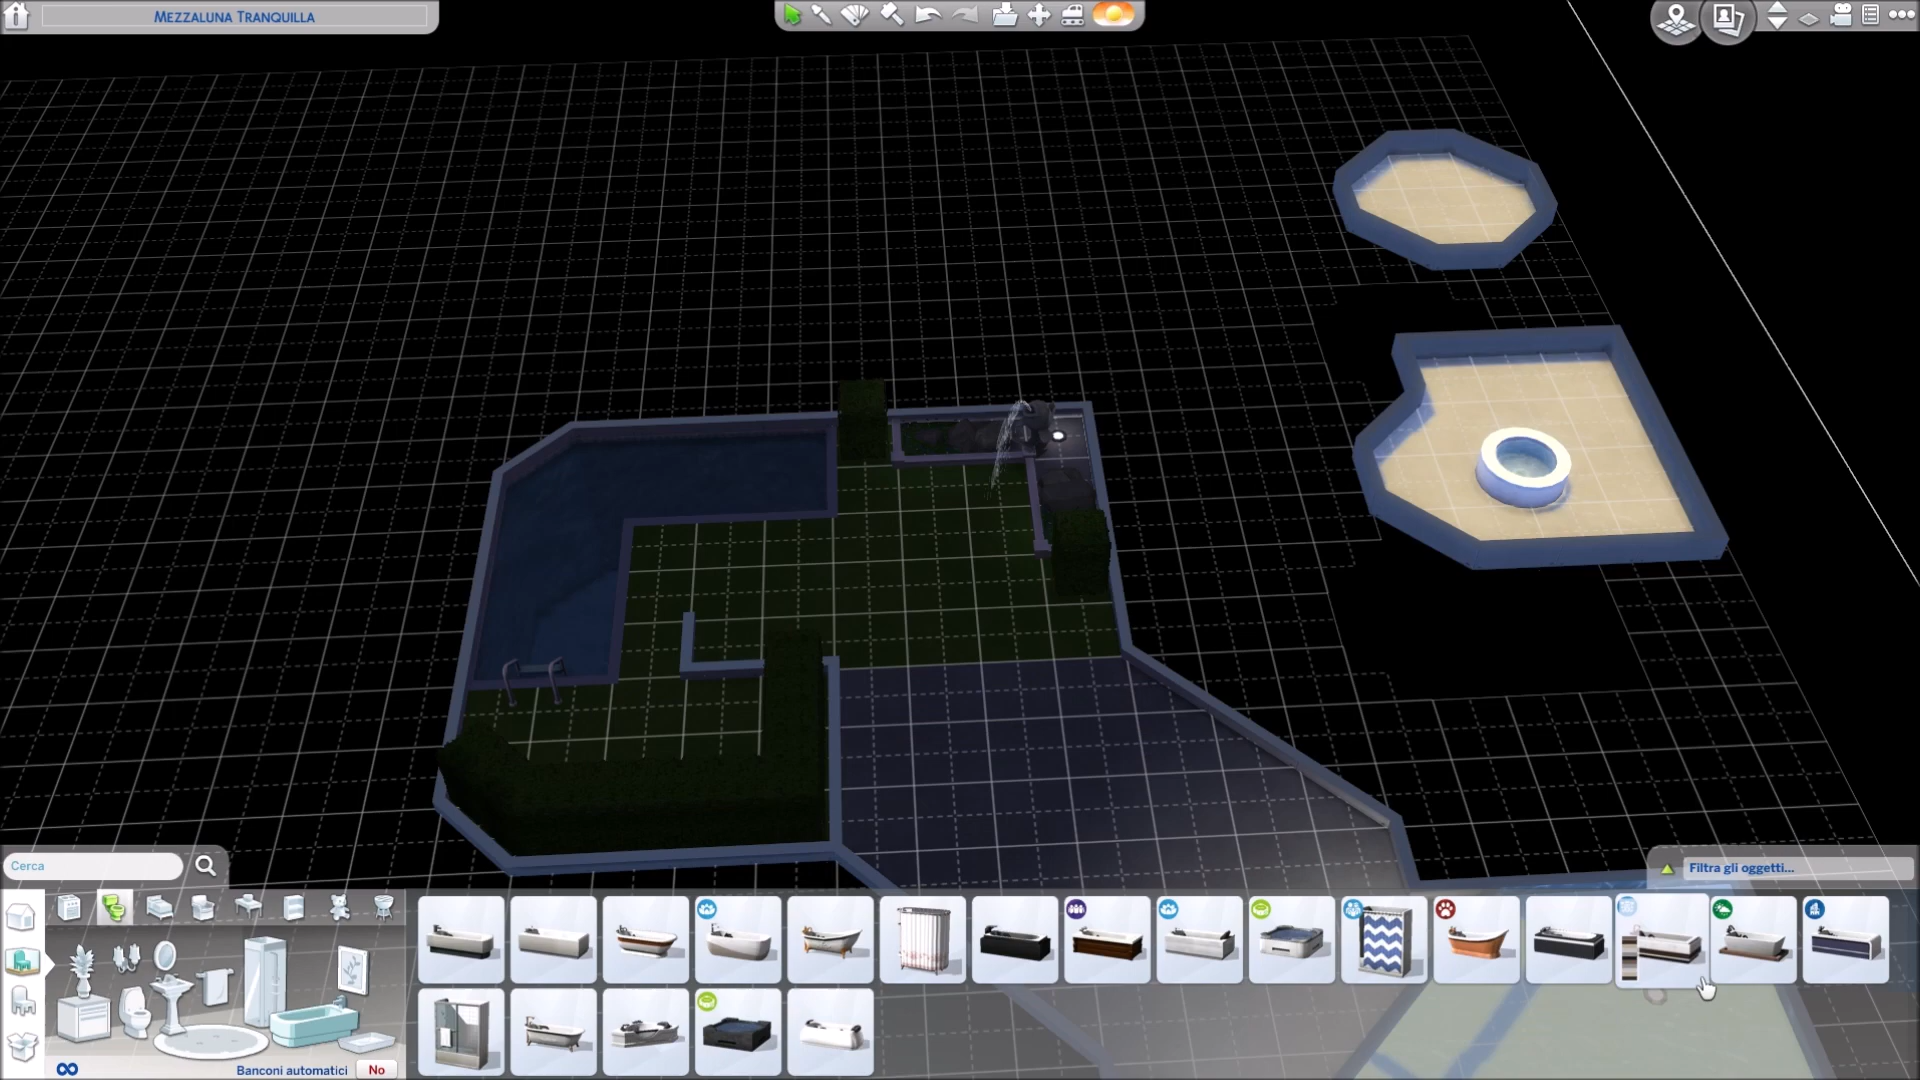 MEZZALUNA TRANQUILLA
Cerca
Filtra gli oggetti...
Banconi automatici No